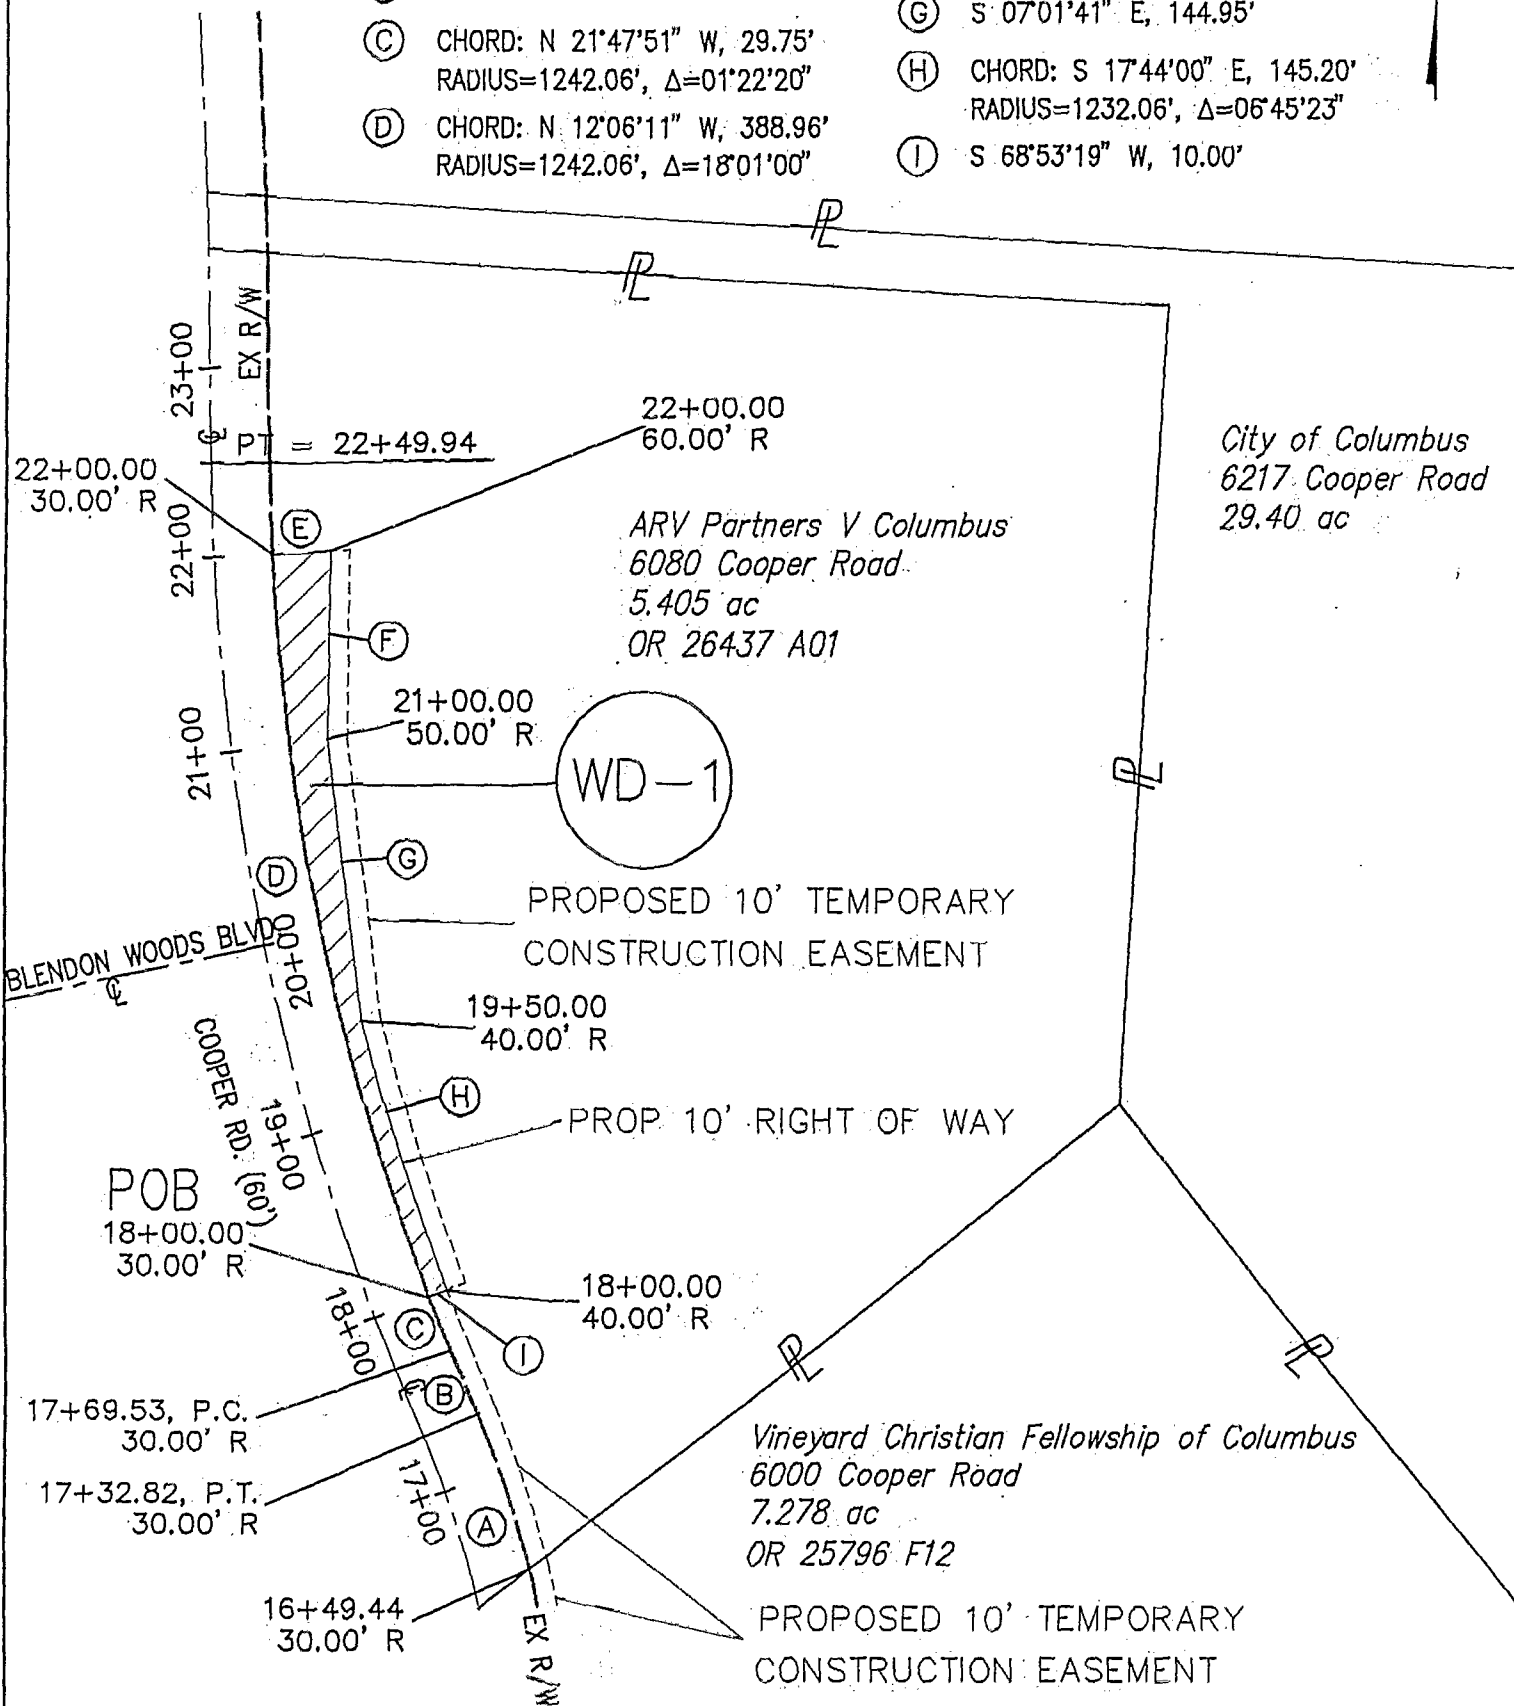 Ⓒ CHORD: N 21°47'51" W, 29.75'
RADIUS=1242.06', Δ=01°22'20"
Ⓓ CHORD: N 12°06'11" W, 388.96'
RADIUS=1242.06', Δ=18°01'00"
Ⓖ S 07°01'41" E, 144.95'
Ⓗ CHORD: S 17°44'00" E, 145.20'
RADIUS=1232.06', Δ=06°45'23"
Ⓘ S 68°53'19" W, 10.00'
PL
PL
EX R/W
23+00
℄ PT = 22+49.94
22+00.00
60.00' R
22+00.00
30.00' R
22+00
Ⓔ
City of Columbus
6217 Cooper Road
29.40 ac
ARV Partners V Columbus
6080 Cooper Road
5.405 ac
OR 26437 A01
Ⓕ
21+00.00
50.00' R
21+00
WD-1
PL
Ⓖ
Ⓓ
PROPOSED 10' TEMPORARY
CONSTRUCTION EASEMENT
BLENDON WOODS BLVD
℄
20+00
19+50.00
40.00' R
COOPER RD. (60')
19+00
Ⓗ
PROP 10' RIGHT OF WAY
POB
18+00.00
30.00' R
18+00.00
40.00' R
18+00
Ⓒ
Ⓘ
PL
PL
Ⓑ
17+69.53, P.C.
30.00' R
17+32.82, P.T.
30.00' R
17+00
Ⓐ
Vineyard Christian Fellowship of Columbus
6000 Cooper Road
7.278 ac
OR 25796 F12
16+49.44
30.00' R
EX R/W
PROPOSED 10' TEMPORARY
CONSTRUCTION EASEMENT